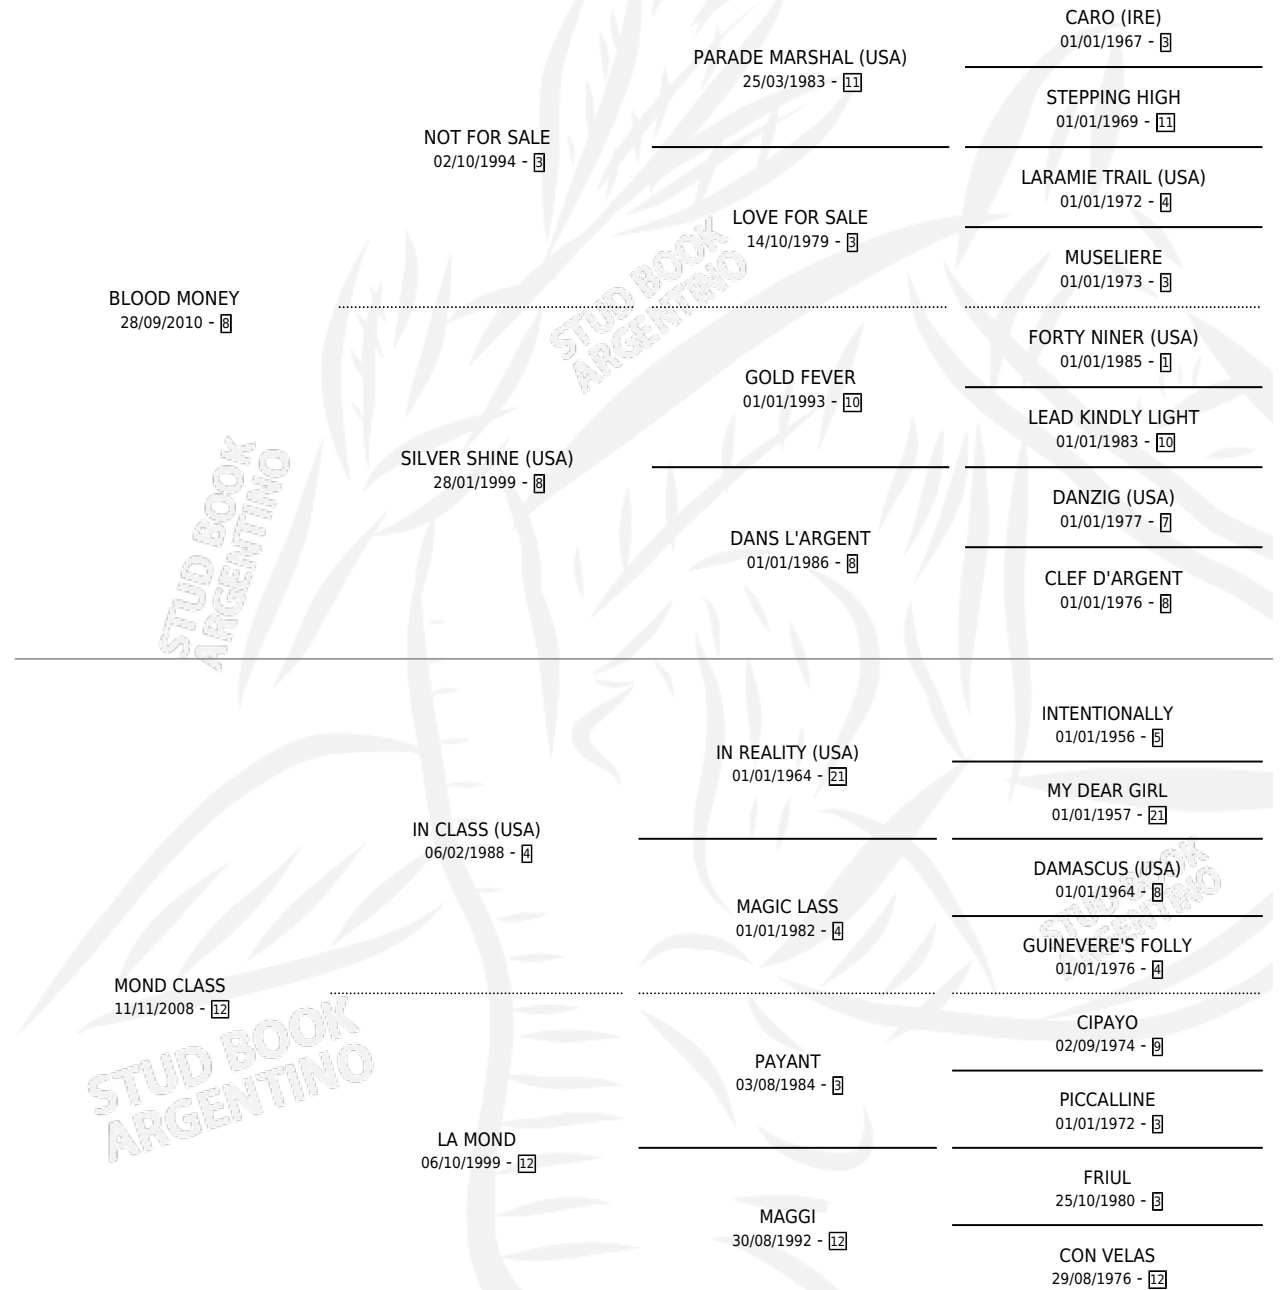 CARO (IRE)
01/01/1967 - 3
PARADE MARSHAL (USA)
25/03/1983 - 11
STEPPING HIGH
01/01/1969 - 11
NOT FOR SALE
02/10/1994 - 3
LARAMIE TRAIL (USA)
01/01/1972 - 4
LOVE FOR SALE
14/10/1979 - 3
MUSELIERE
01/01/1973 - 3
BLOOD MONEY
28/09/2010 - 8
STUD BOOK
ARGENTINO
FORTY NINER (USA)
01/01/1985 - 1
GOLD FEVER
01/01/1993 - 10
LEAD KINDLY LIGHT
01/01/1983 - 10
SILVER SHINE (USA)
28/01/1999 - 8
DANZIG (USA)
01/01/1977 - 7
DANS L'ARGENT
01/01/1986 - 8
CLEF D'ARGENT
01/01/1976 - 8
STUD BOOK
ARGENTINO
INTENTIONALLY
01/01/1956 - 5
IN REALITY (USA)
01/01/1964 - 21
MY DEAR GIRL
01/01/1957 - 21
IN CLASS (USA)
06/02/1988 - 4
DAMASCUS (USA)
01/01/1964 - 8
MAGIC LASS
01/01/1982 - 4
STUD BOOK
ARGENTINO
GUINEVERE'S FOLLY
01/01/1976 - 4
MOND CLASS
11/11/2008 - 12
STUD BOOK
ARGENTINO
CIPAYO
02/09/1974 - 9
PAYANT
03/08/1984 - 3
PICCALLINE
01/01/1972 - 3
LA MOND
06/10/1999 - 12
FRIUL
25/10/1980 - 3
MAGGI
30/08/1992 - 12
CON VELAS
29/08/1976 - 12